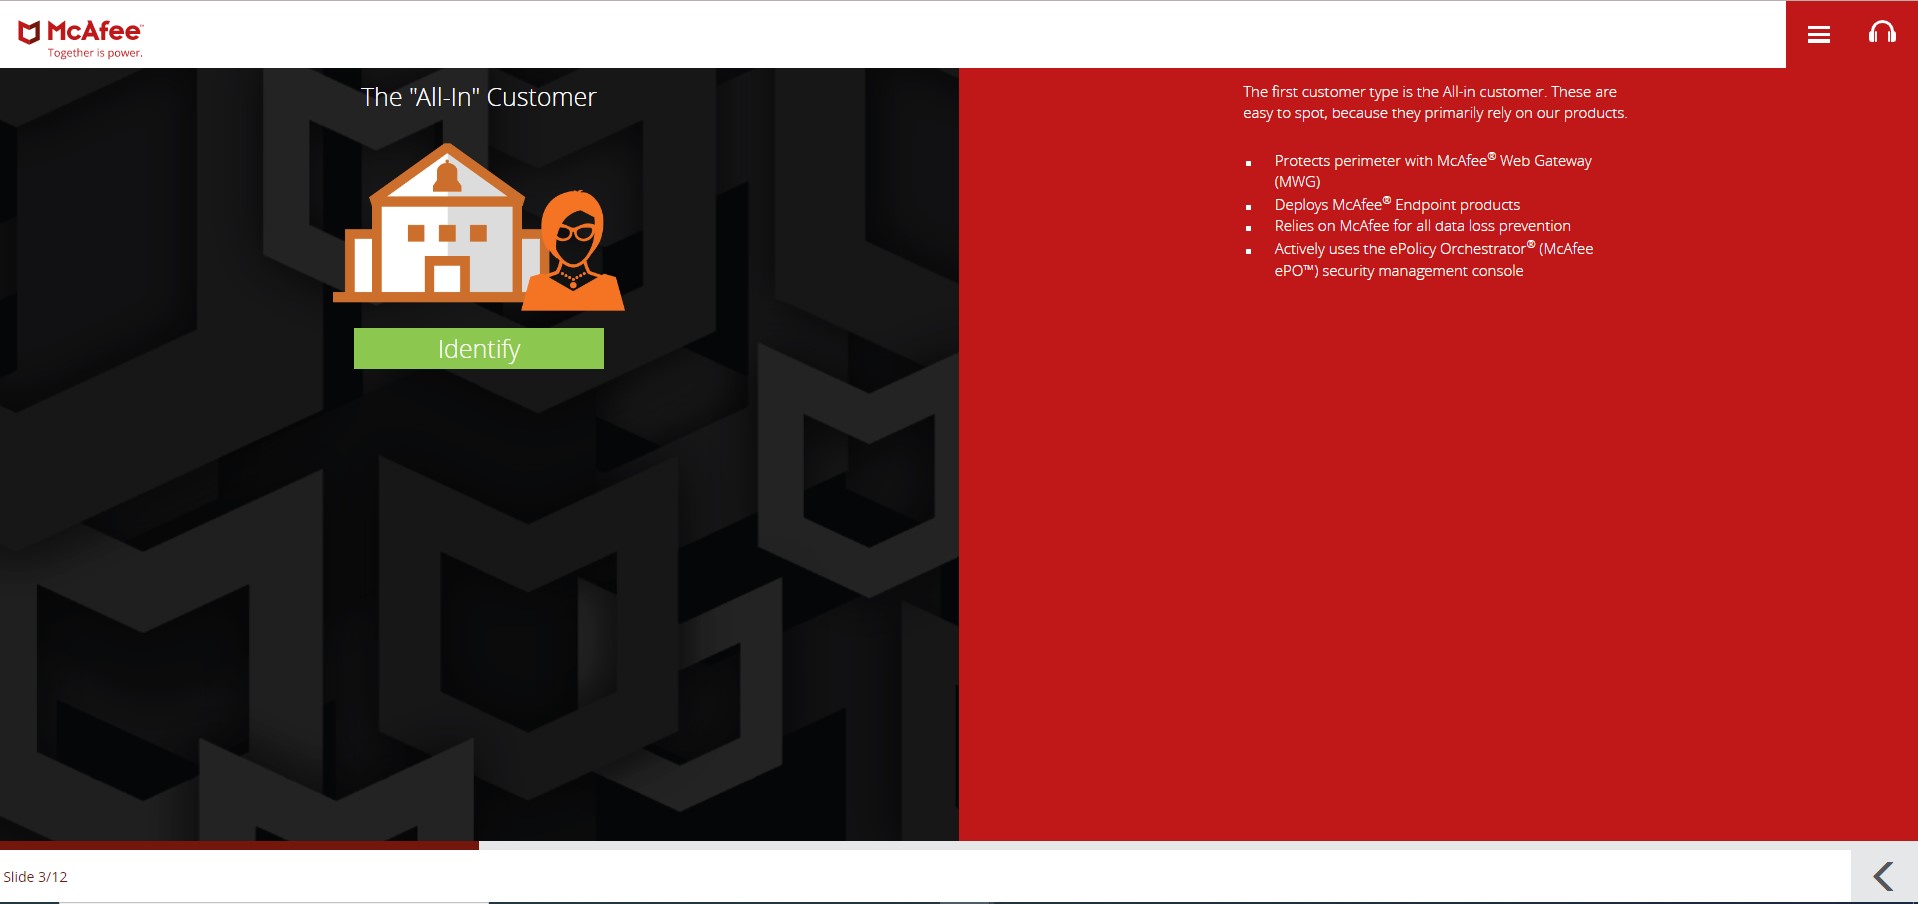 McAfee™
Together is power.
The "All-In" Customer
Identify
The first customer type is the All-in customer. These are
easy to spot, because they primarily rely on our products.
▪ Protects perimeter with McAfee® Web Gateway
(MWG)
▪ Deploys McAfee® Endpoint products
▪ Relies on McAfee for all data loss prevention
▪ Actively uses the ePolicy Orchestrator® (McAfee
ePO™) security management console
Slide 3/12